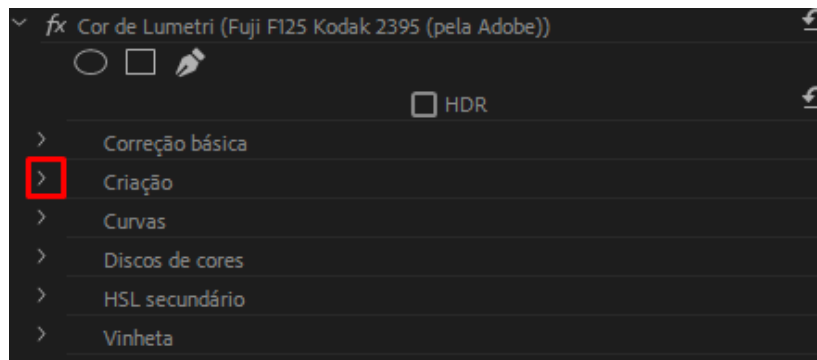 fx Cor de Lumetri (Fuji F125 Kodak 2395 (pela Adobe))
HDR
Correção básica
Criação
Curvas
Discos de cores
HSL secundário
Vinheta